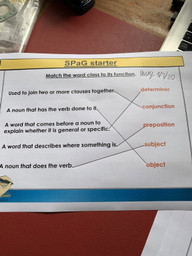 SPaG starter
Match the word class to its function.
Used to join two or more clauses together.
determiner
A noun that has the verb done to it.
conjunction
A word that comes before a noun to
explain whether it is general or specific.
preposition
A word that describes where something is.
subject
A noun that does the verb.
object